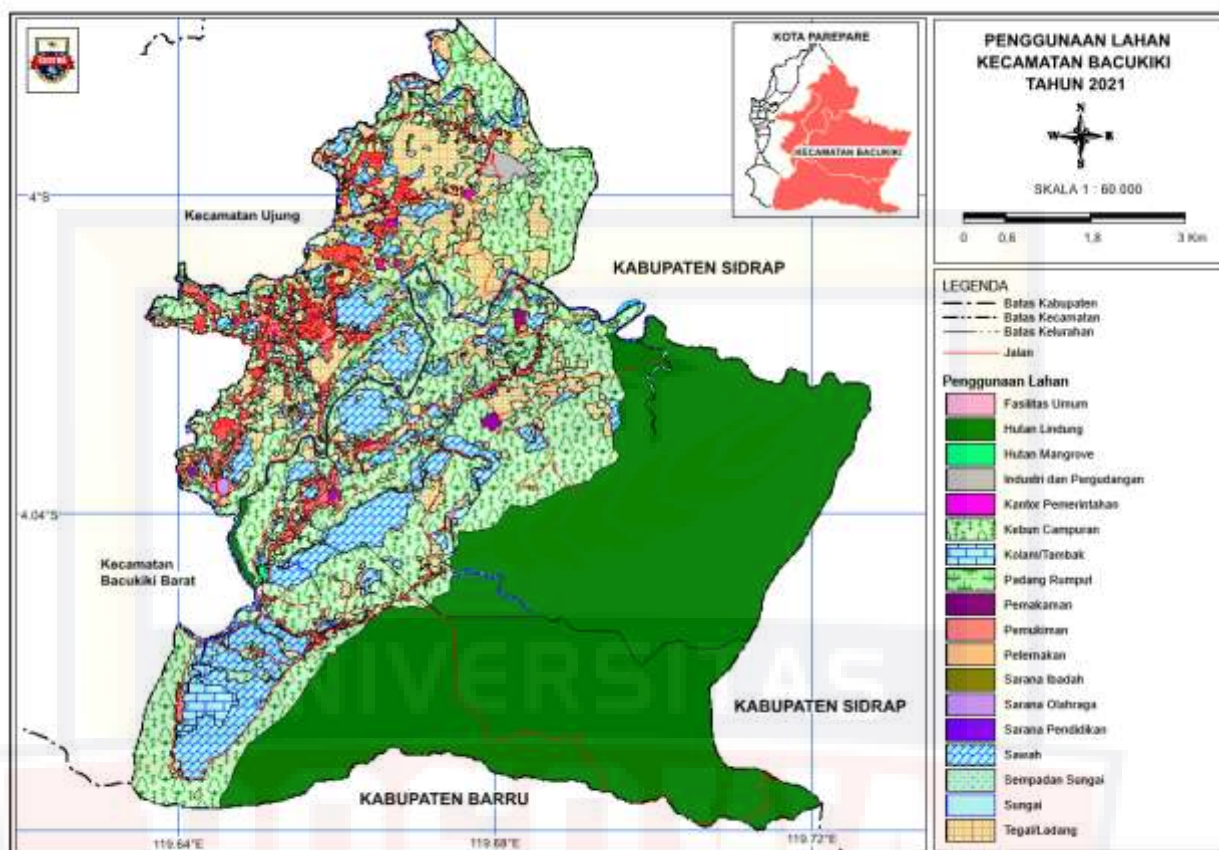 KOTA PAREPARE
KECAMATAN BACUKIKI
PENGGUNAAN LAHAN
KECAMATAN BACUKIKI
TAHUN 2021
N
W E
S
SKALA 1 : 60.000
0 0,6 1,8 3 Km
4°S
Kecamatan Ujung
KABUPATEN SIDRAP
4.04°S
Kecamatan
Bacukiki Barat
UNIVERSITAS
KABUPATEN SIDRAP
KABUPATEN BARRU
119.64°E 119.68°E 119.72°E
LEGENDA
Batas Kabupaten
Batas Kecamatan
Batas Kelurahan
Jalan
Penggunaan Lahan
Fasilitas Umum
Hutan Lindung
Hutan Mangrove
Industri dan Pergudangan
Kantor Pemerintahan
Kebun Campuran
Kolam/Tambak
Padang Rumput
Pemakaman
Pemukiman
Peternakan
Sarana Ibadah
Sarana Olahraga
Sarana Pendidikan
Sawah
Sempadan Sungai
Sungai
Tegal/Ladang